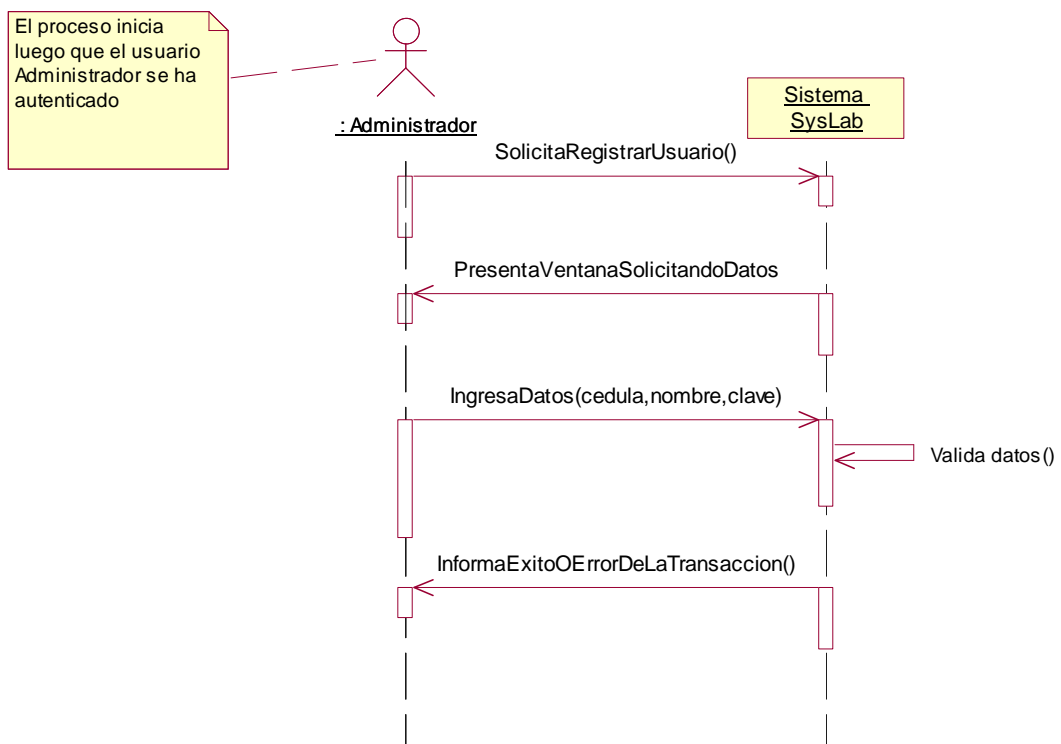 El proceso inicia
luego que el usuario
Administrador se ha
autenticado
: Administrador
Sistema
SysLab
SolicitaRegistrarUsuario()
PresentaVentanaSolicitandoDatos
IngresaDatos(cedula,nombre,clave)
Valida datos()
InformaExitoOErrorDeLaTransaccion()